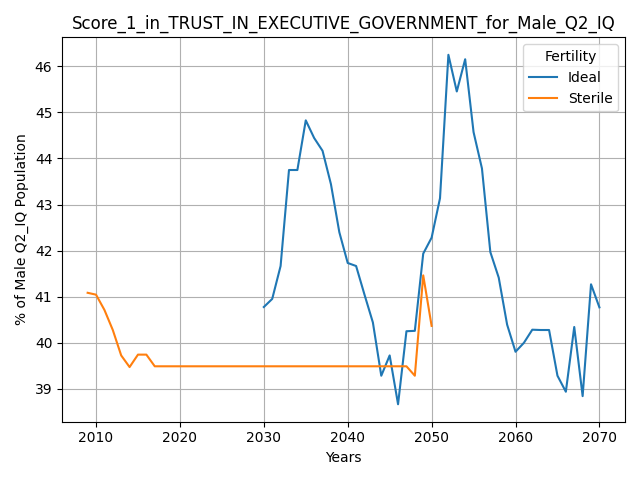 Score_1_in_TRUST_IN_EXECUTIVE_GOVERNMENT_for_Male_Q2_IQ
Fertility
Ideal
Sterile
% of Male Q2_IQ Population
46
45
44
43
42
41
40
39
2010
2020
2030
2040
2050
2060
2070
Years